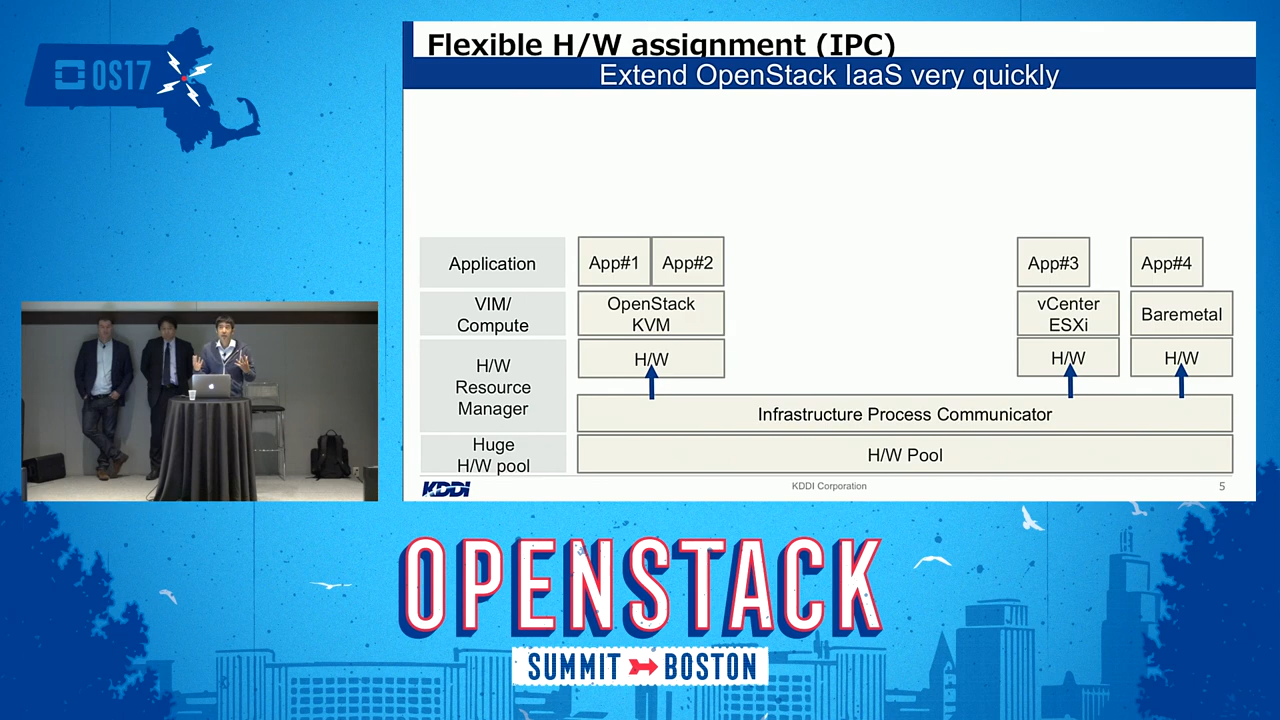 OS17
Flexible H/W assignment (IPC)
Extend OpenStack IaaS very quickly
Application
App#1
App#2
App#3
App#4
VIM/
Compute
OpenStack
KVM
vCenter
ESXi
Baremetal
H/W
Resource
Manager
H/W
H/W
H/W
Infrastructure Process Communicator
Huge
H/W pool
H/W Pool
KDDI
KDDI Corporation
5
OPENSTACK
SUMMIT BOSTON